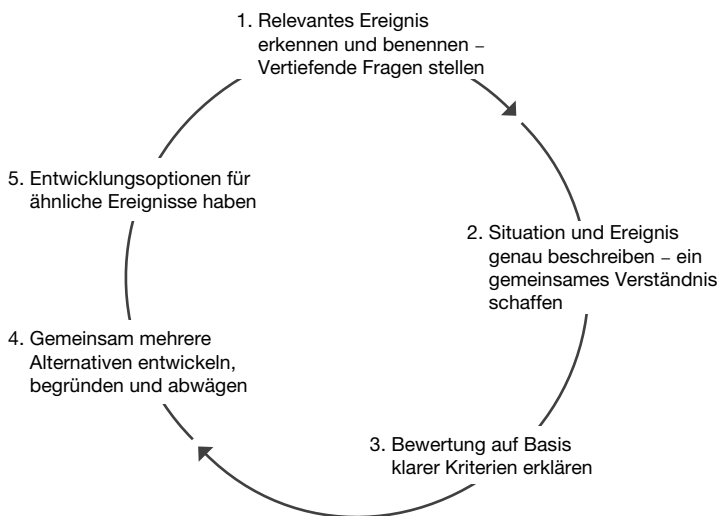 1. Relevantes Ereignis
erkennen und benennen –
Vertiefende Fragen stellen
2. Situation und Ereignis
genau beschreiben – ein
gemeinsames Verständnis
schaffen
3. Bewertung auf Basis
klarer Kriterien erklären
4. Gemeinsam mehrere
Alternativen entwickeln,
begründen und abwägen
5. Entwicklungsoptionen für
ähnliche Ereignisse haben